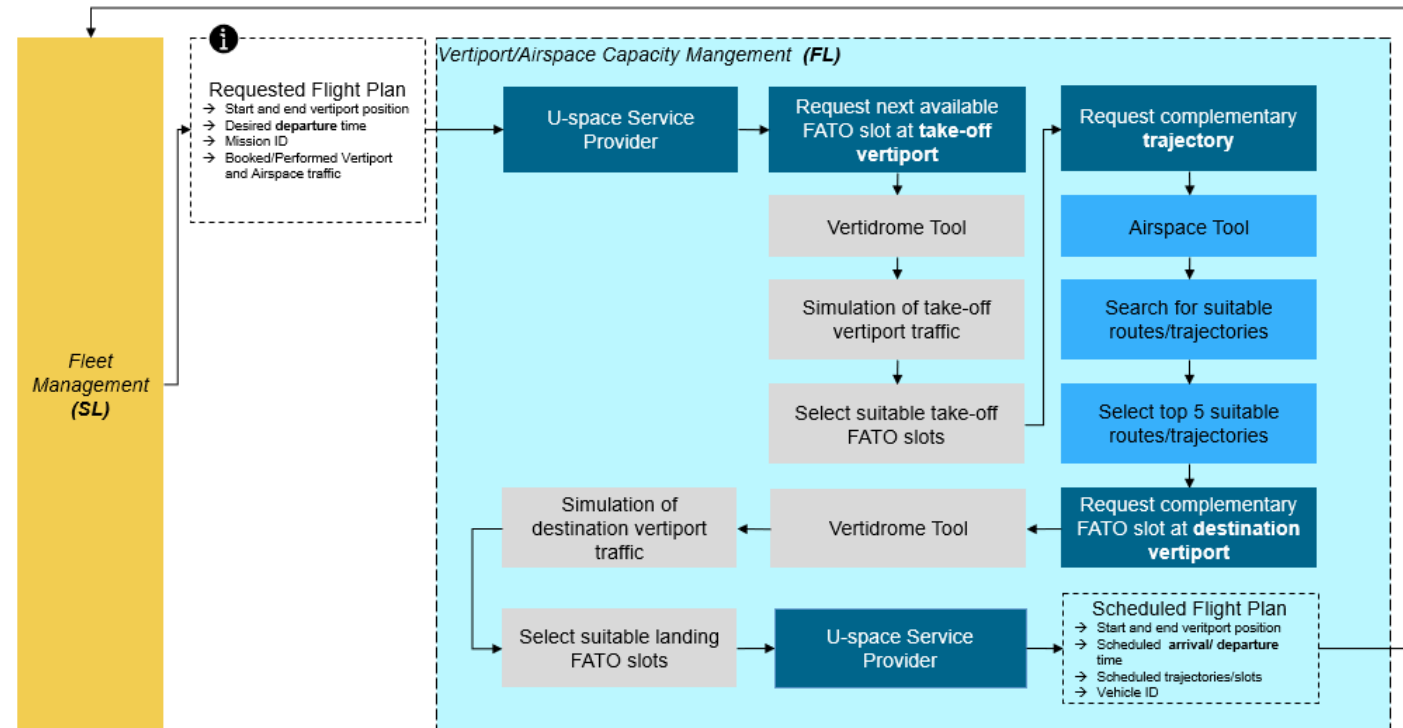 Vertiport/Airspace Capacity Mangement (FL)
i
Requested Flight Plan
→ Start and end vertiport position
→ Desired departure time
→ Mission ID
→ Booked/Performed Vertiport
and Airspace traffic
Fleet
Management
(SL)
U-space Service
Provider
Request next available
FATO slot at take-off
vertiport
Vertidrome Tool
Simulation of take-off
vertiport traffic
Select suitable take-off
FATO slots
Request complementary
trajectory
Airspace Tool
Search for suitable
routes/trajectories
Select top 5 suitable
routes/trajectories
Request complementary
FATO slot at destination
vertiport
Vertidrome Tool
Simulation of
destination vertiport
traffic
Select suitable landing
FATO slots
U-space Service
Provider
Scheduled Flight Plan
→ Start and end veritport position
→ Scheduled arrival/ departure
time
→ Scheduled trajectories/slots
→ Vehicle ID